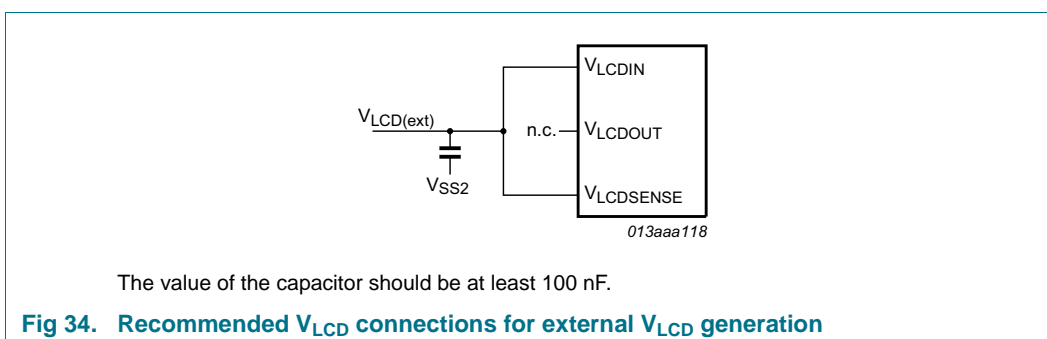 VLCDIN
VLCD(ext)
n.c.
VLCDOUT
VSS2
VLCDSENSE
013aaa118
The value of the capacitor should be at least 100 nF.
Fig 34. Recommended VLCD connections for external VLCD generation